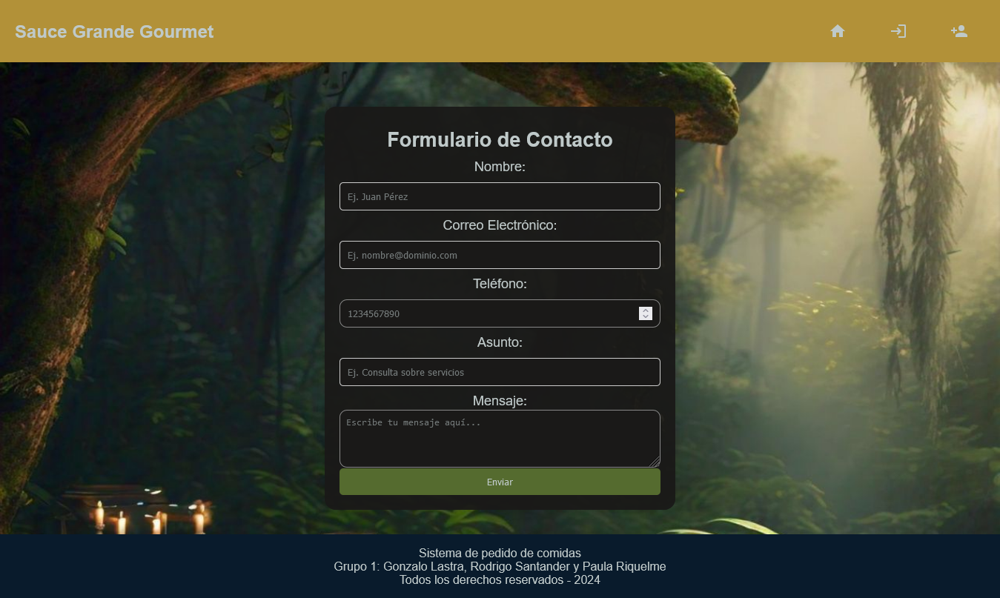 Sauce Grande Gourmet
Formulario de Contacto
Nombre:
Ej. Juan Pérez
Correo Electrónico:
Ej. nombre@dominio.com
Teléfono:
1234567890
Asunto:
Ej. Consulta sobre servicios
Mensaje:
Escribe tu mensaje aquí...
Enviar
Sistema de pedido de comidas
Grupo 1: Gonzalo Lastra, Rodrigo Santander y Paula Riquelme
Todos los derechos reservados - 2024